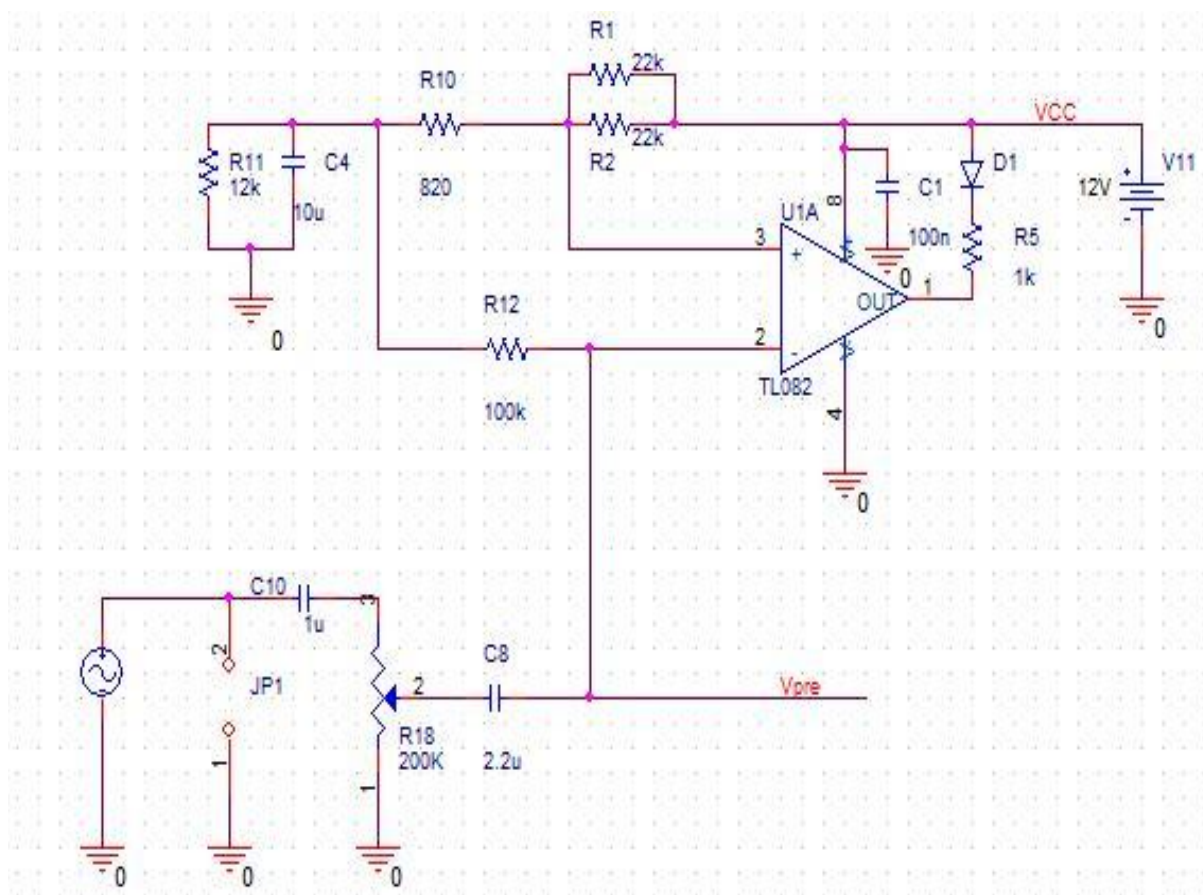 R1
22k
R10
VCC
R11
12k
C4
22k
R2
D1
V11
10u
820
8
C1
12V
+
-
U1A
100n
R5
3
+
0
1k
OUT
1
0
R12
0
2
-
TL082
100k
4
0
C10
3
1u
2
C8
JP1
2
Vpre
R18
200K
2.2u
1
1
0
0
0